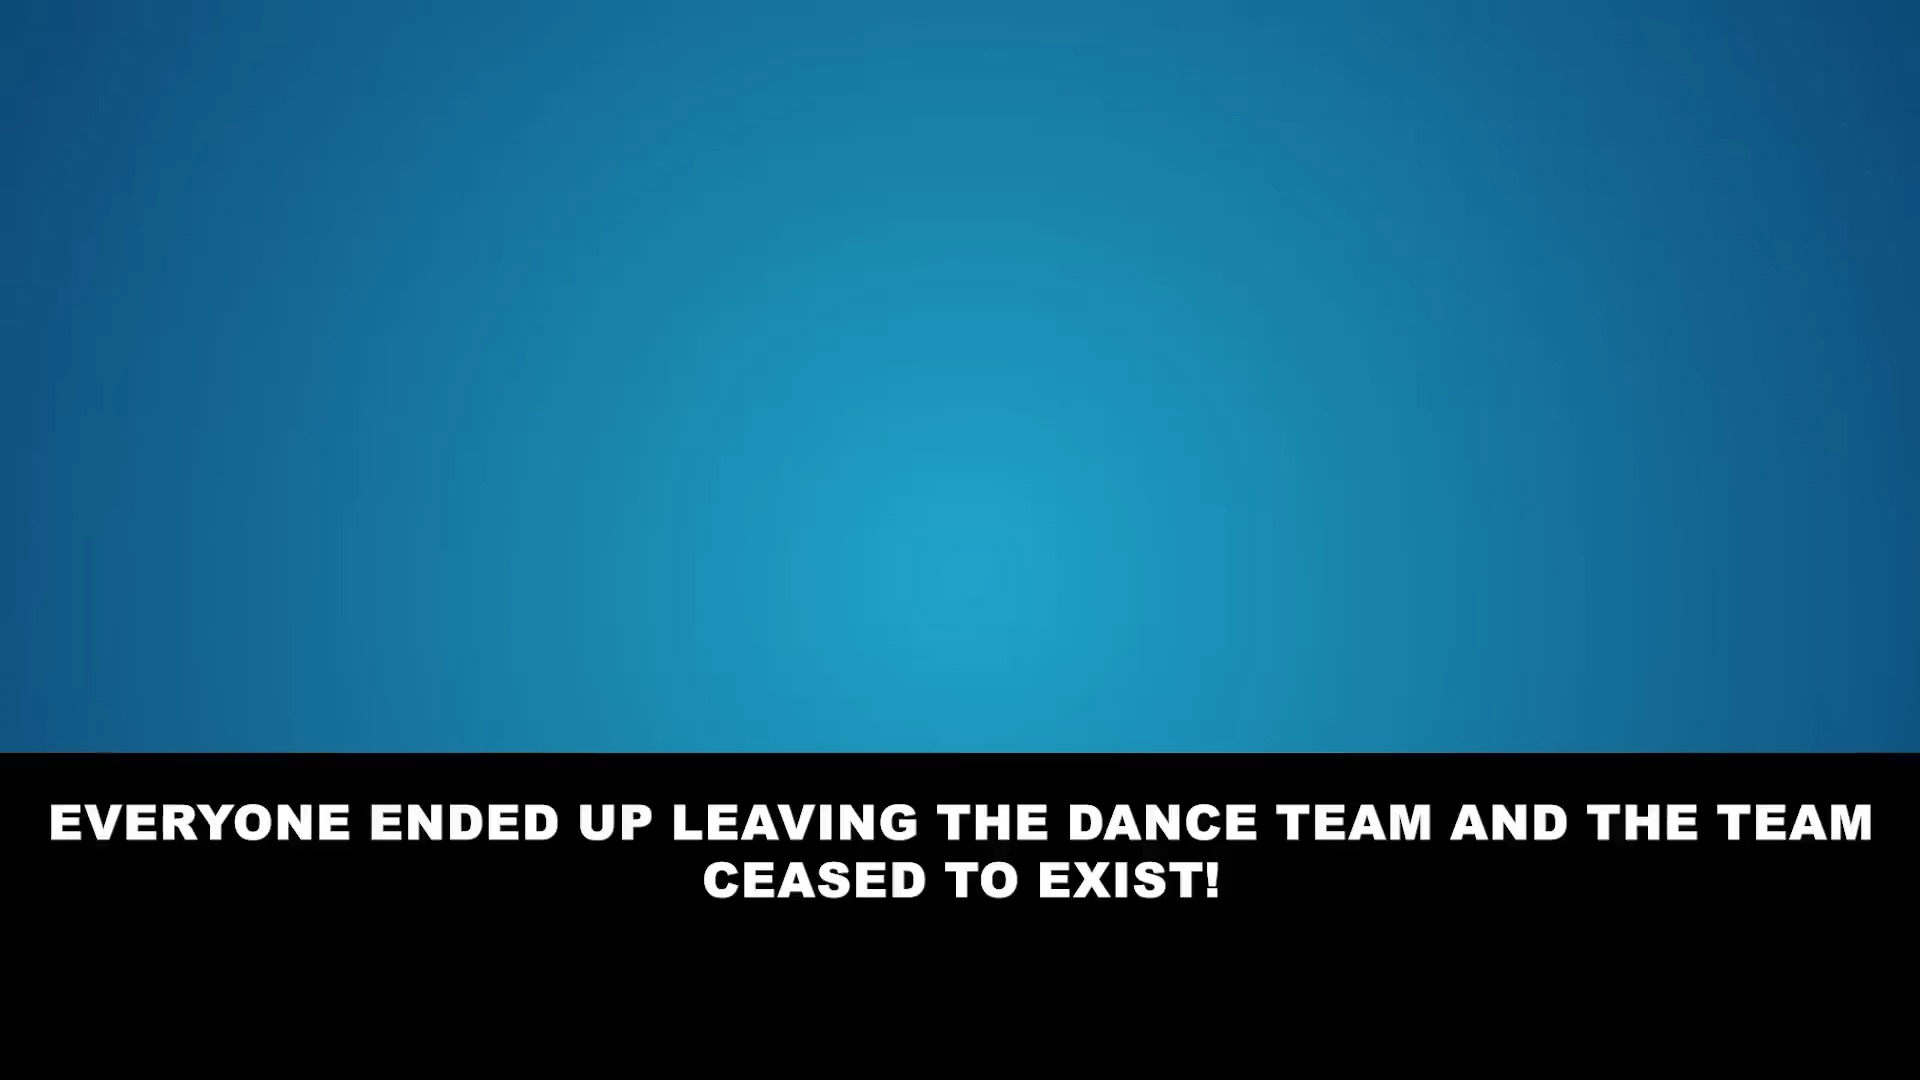 EVERYONE ENDED UP LEAVING THE DANCE TEAM AND THE TEAM
CEASED TO EXIST!